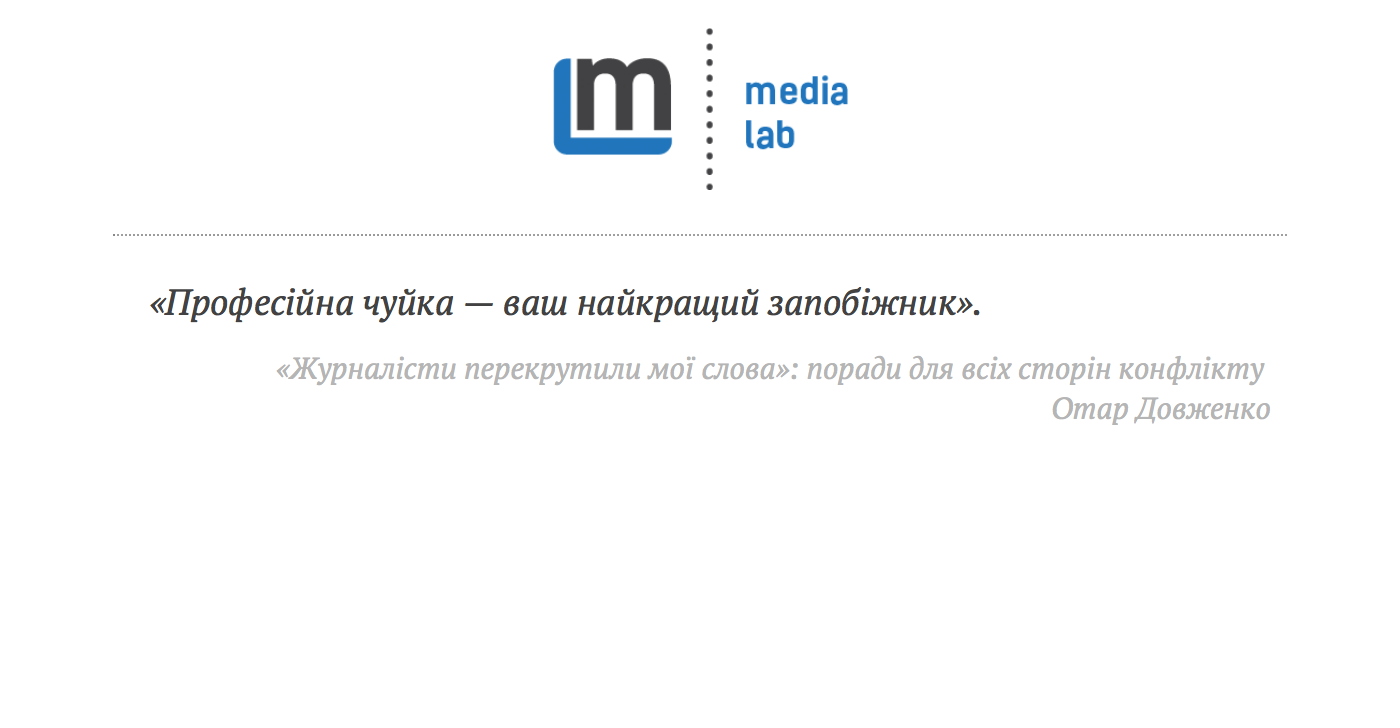 m
media
lab
«Професійна чуйка — ваш найкращий запобіжник».
«Журналісти перекрутили мої слова»: поради для всіх сторін конфлікту
Отар Довженко